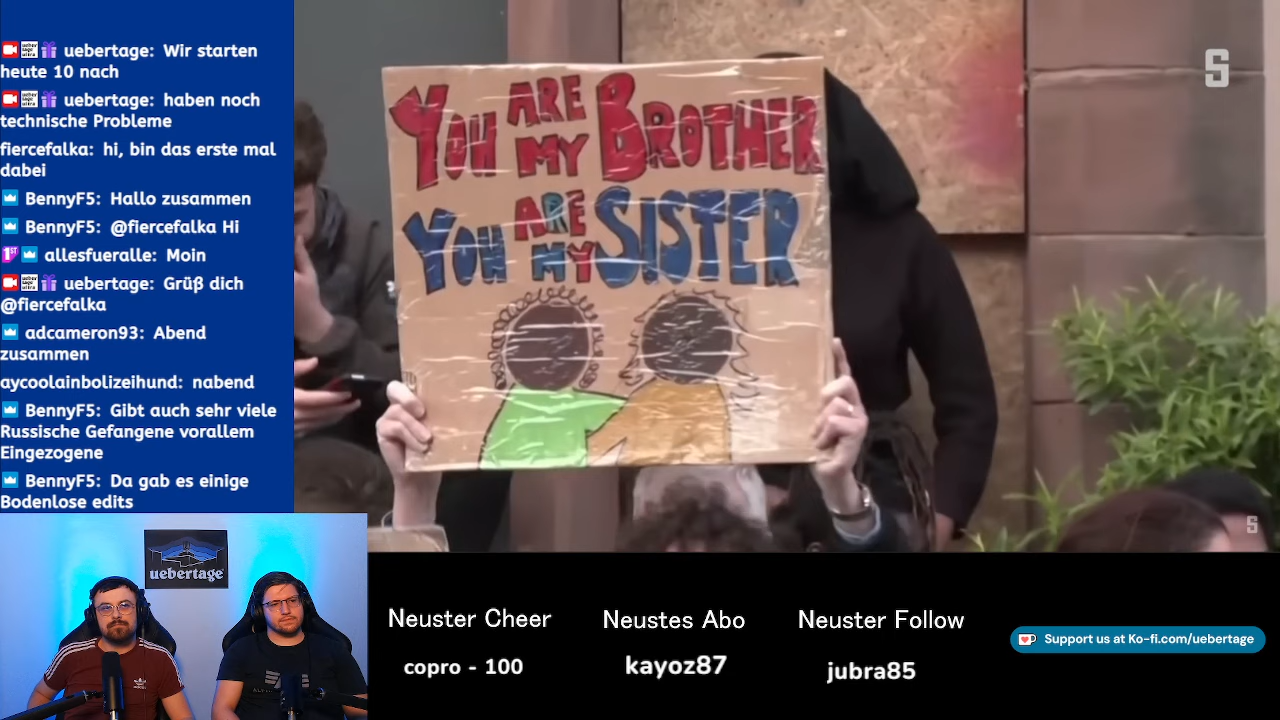 uebertage: Wir starten
heute 10 nach
uebertage: haben noch
technische Probleme
fiercefalka: hi, bin das erste mal
dabei
BennyF5: Hallo zusammen
BennyF5: @fiercefalka Hi
1ST allesfueralle: Moin
uebertage: Grüß dich
@fiercefalka
adcameron93: Abend
zusammen
aycoolainbolizeihund: nabend
BennyF5: Gibt auch sehr viele
Russische Gefangene vorallem
Eingezogene
BennyF5: Da gab es einige
Bodenlose edits
YOU ARE MY BROTHER
YOU ARE MY SISTER
S
S
uebertage
Neuster Cheer
copro - 100
Neustes Abo
kayoz87
Neuster Follow
jubra85
Support us at Ko-fi.com/uebertage